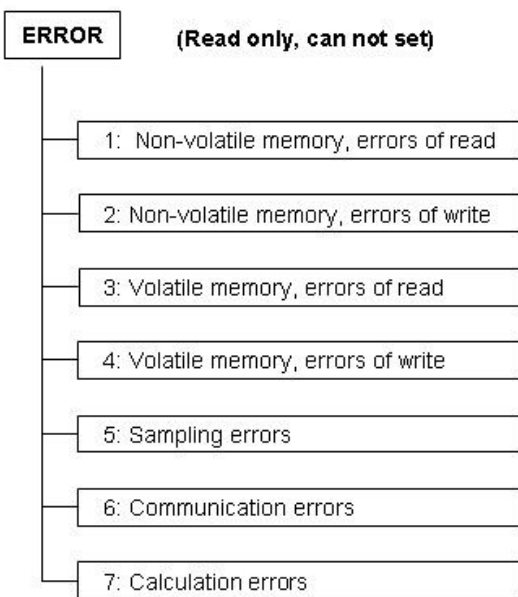 ERROR (Read only, can not set)
1: Non-volatile memory, errors of read
2: Non-volatile memory, errors of write
3: Volatile memory, errors of read
4: Volatile memory, errors of write
5: Sampling errors
6: Communication errors
7: Calculation errors